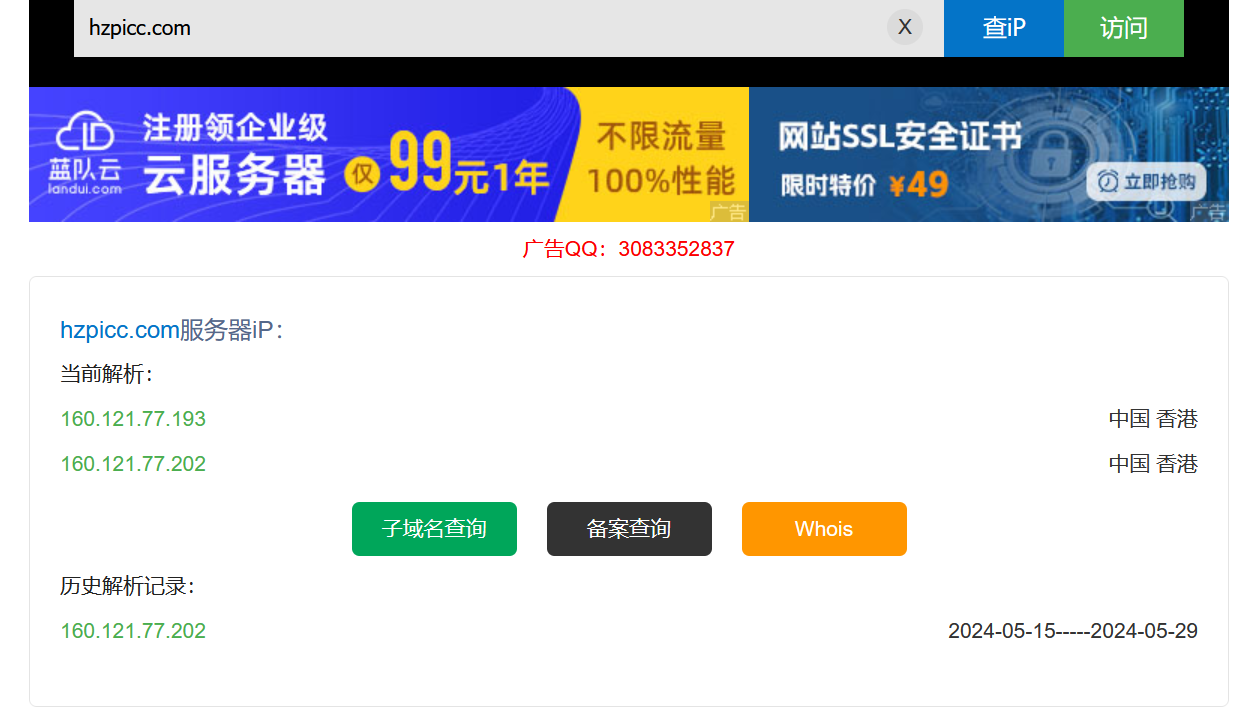 hzpicc.com
X
查iP
访问
蓝队云
landui.com
注册领企业级
云服务器
仅99元1年
不限流量
100%性能
广告
网站SSL安全证书
限时特价 ¥49
立即抢购
广告
广告QQ：3083352837
hzpicc.com服务器iP：
当前解析：
160.121.77.193 中国 香港
160.121.77.202 中国 香港
子域名查询
备案查询
Whois
历史解析记录：
160.121.77.202 2024-05-15-----2024-05-29